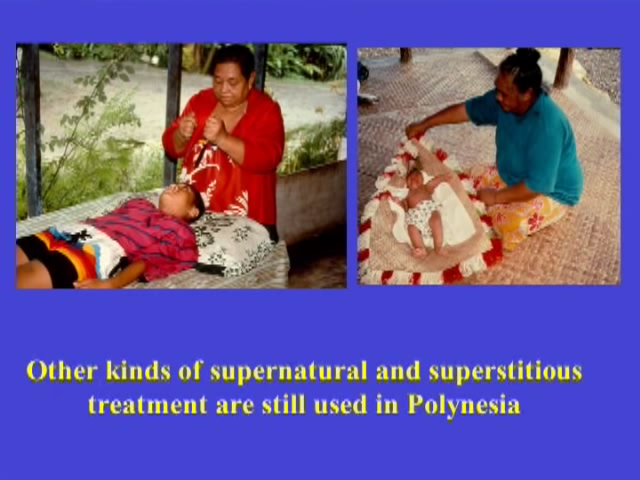 Other kinds of supernatural and superstitious
treatment are still used in Polynesia